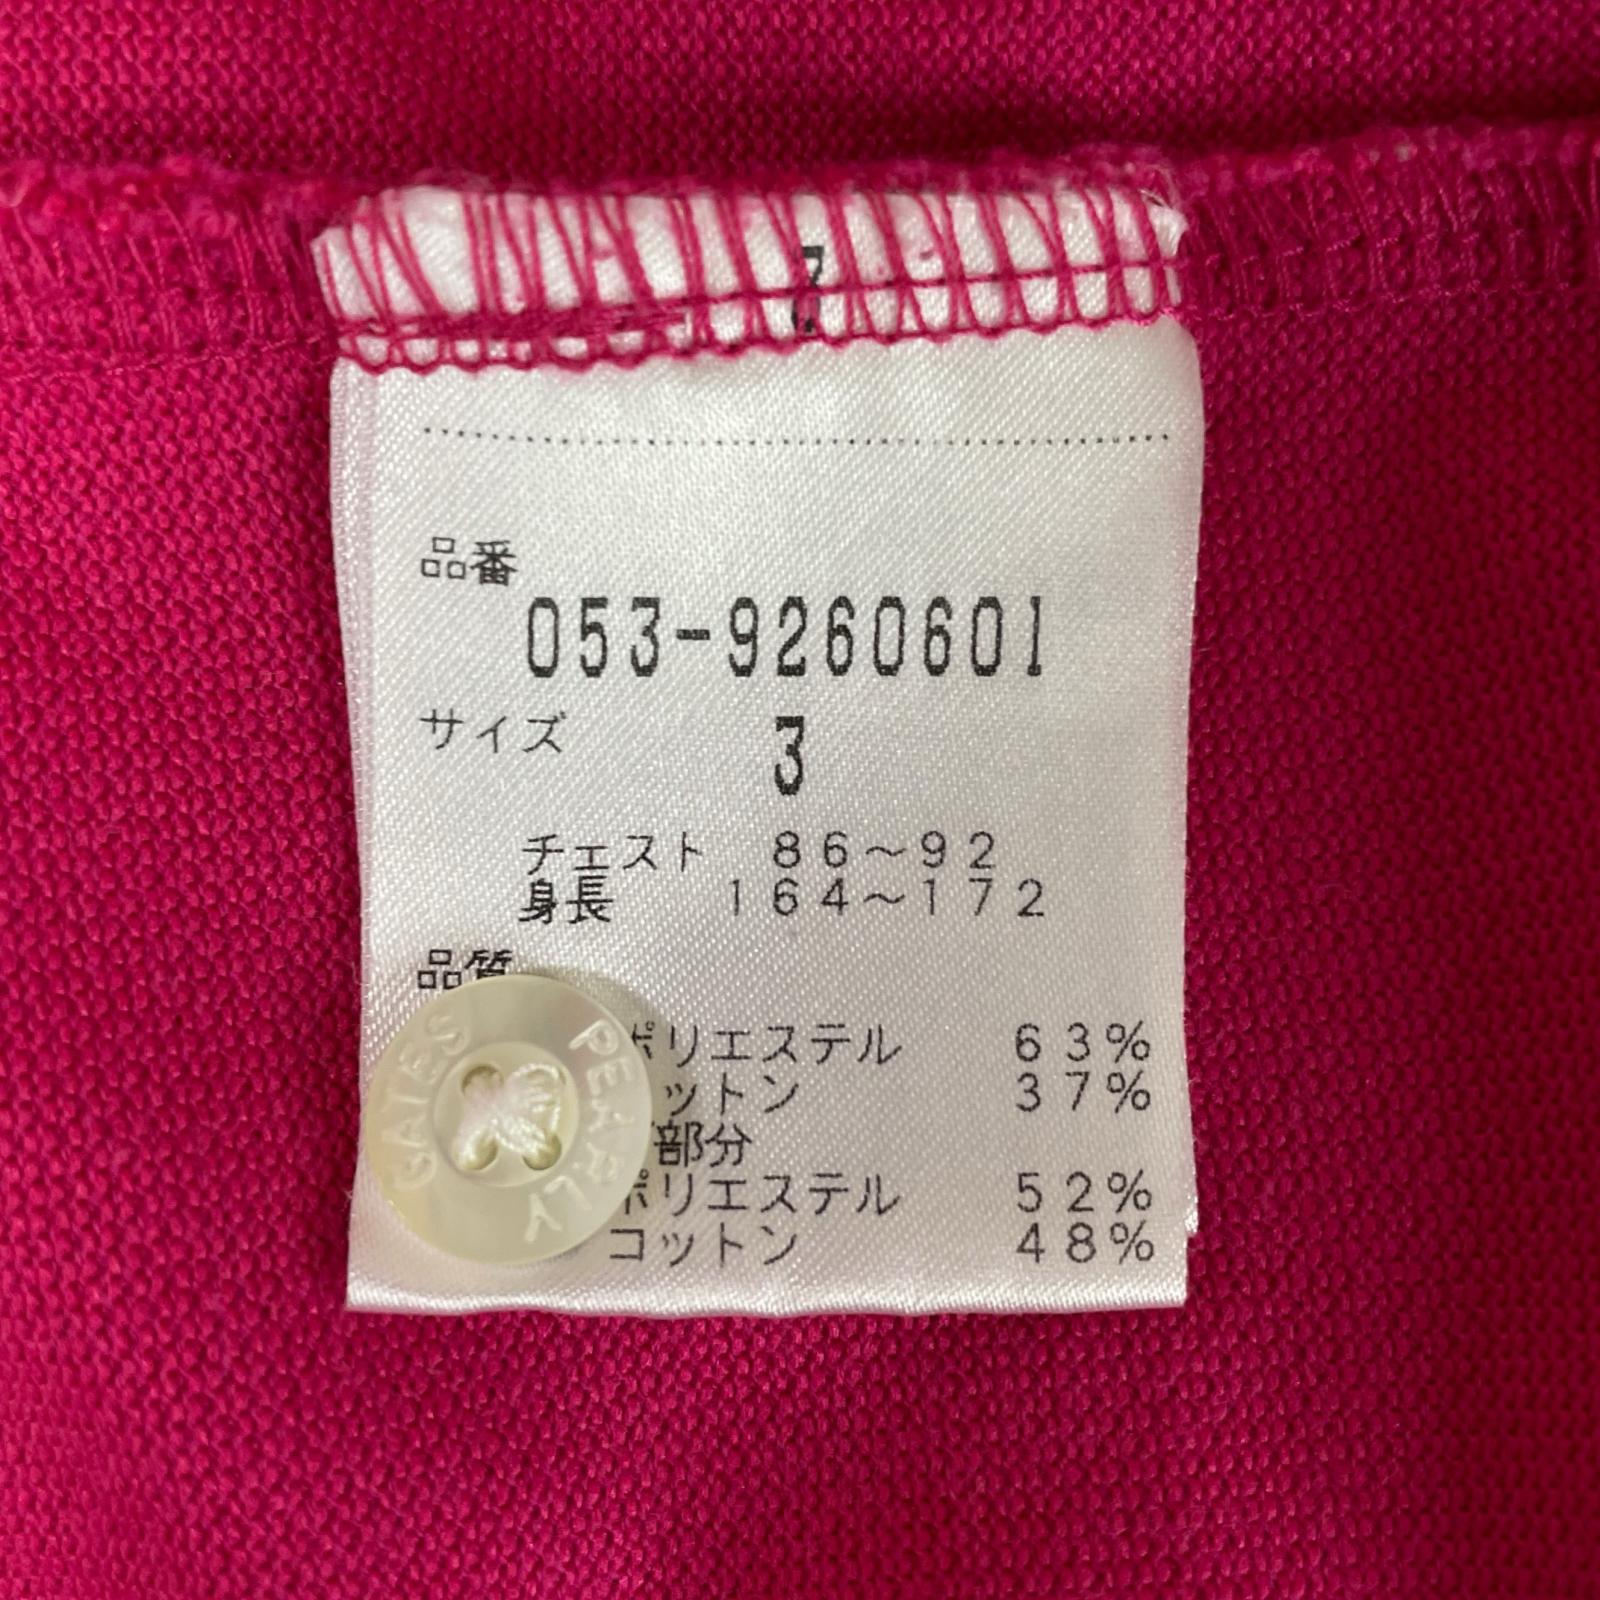 品番
053-9260601
サイズ 3
チェスト 86～92
身長 164～172
品質
ポリエステル 63%
ットン 37%
部分
ポリエステル 52%
コットン 48%
PEARLY GATES